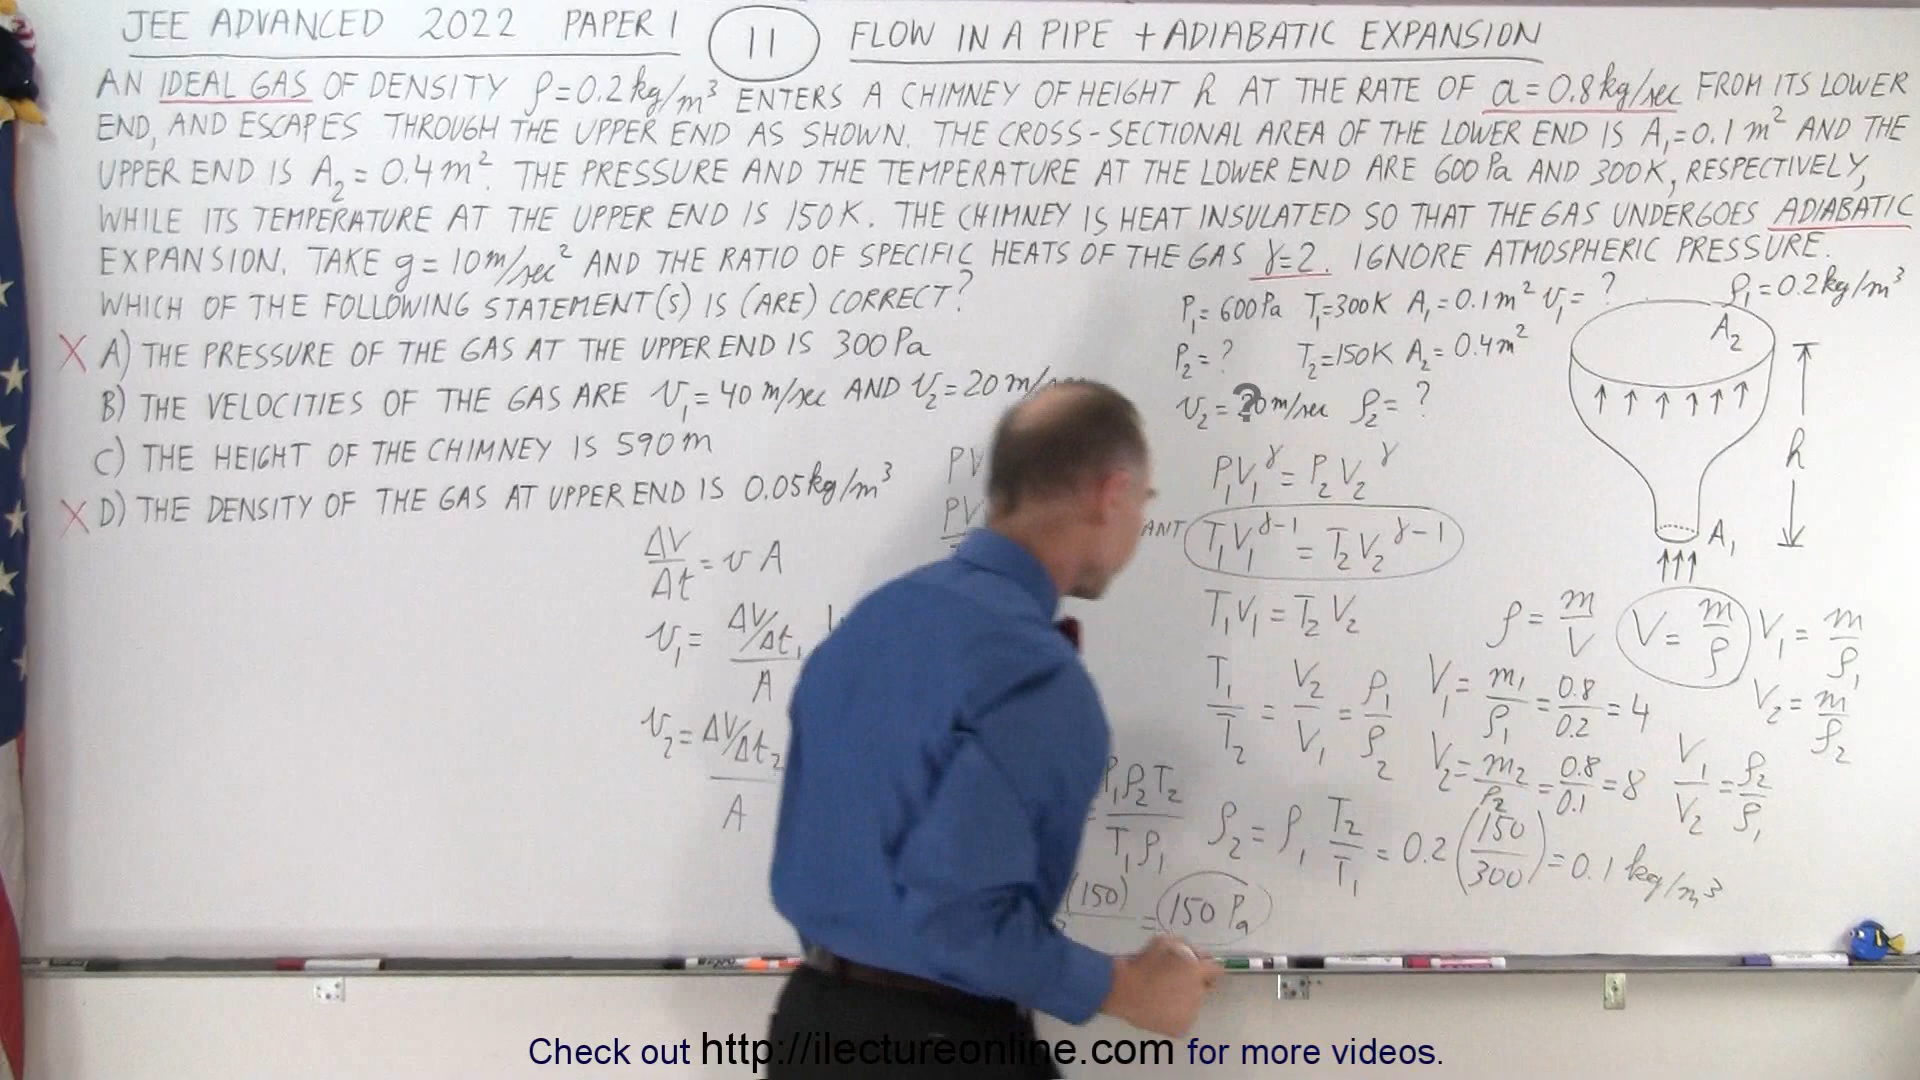 JEE ADVANCED 2022 PAPER 1 11 FLOW IN A PIPE + ADIABATIC EXPANSION
AN IDEAL GAS OF DENSITY ρ=0.2 kg/m³ ENTERS A CHIMNEY OF HEIGHT h AT THE RATE OF a=0.8 kg/sec FROM ITS LOWER
END, AND ESCAPES THROUGH THE UPPER END AS SHOWN. THE CROSS-SECTIONAL AREA OF THE LOWER END IS A₁=0.1 m² AND THE
UPPER END IS A₂=0.4 m². THE PRESSURE AND THE TEMPERATURE AT THE LOWER END ARE 600 Pa AND 300K, RESPECTIVELY,
WHILE ITS TEMPERATURE AT THE UPPER END IS 150K. THE CHIMNEY IS HEAT INSULATED SO THAT THE GAS UNDERGOES ADIABATIC
EXPANSION. TAKE g=10 m/sec² AND THE RATIO OF SPECIFIC HEATS OF THE GAS γ=2. IGNORE ATMOSPHERIC PRESSURE.
WHICH OF THE FOLLOWING STATEMENT(S) IS (ARE) CORRECT?
X A) THE PRESSURE OF THE GAS AT THE UPPER END IS 300 Pa
B) THE VELOCITIES OF THE GAS ARE v₁=40 m/sec AND v₂=20 m/
C) THE HEIGHT OF THE CHIMNEY IS 590 m
X D) THE DENSITY OF THE GAS AT UPPER END IS 0.05 kg/m³
P₁=600 Pa T₁=300K A₁=0.1 m² v₁=? ρ₁=0.2 kg/m³
P₂=? T₂=150K A₂=0.4 m²
v₂=?0 m/sec ρ₂=?
A₂
h
A₁
ΔV/Δt = v A
v₁ = ΔV/Δt₁ / A
v₂ = ΔV/Δt₂ / A
PV
PV
ANT
P₁V₁^γ = P₂V₂^γ
T₁V₁^γ-1 = T₂V₂^γ-1
T₁V₁ = T₂V₂
T₁/T₂ = V₂/V₁ = ρ₁/ρ₂
ρ = m/V V = m/ρ V₁ = m/ρ₁
V₂ = m/ρ₂
V₁ = m₁/ρ₁ = 0.8/0.2 = 4
V₂ = m₂/ρ₂ = 0.8/0.1 = 8 V₁/V₂ = ρ₂/ρ₁
= P₁ρ₂T₂ / T₁ρ₁
ρ₂ = ρ₁ T₂/T₁ = 0.2 (150/300) = 0.1 kg/m³
(150) = 150 Pa
Check out http://ilectureonline.com for more videos.